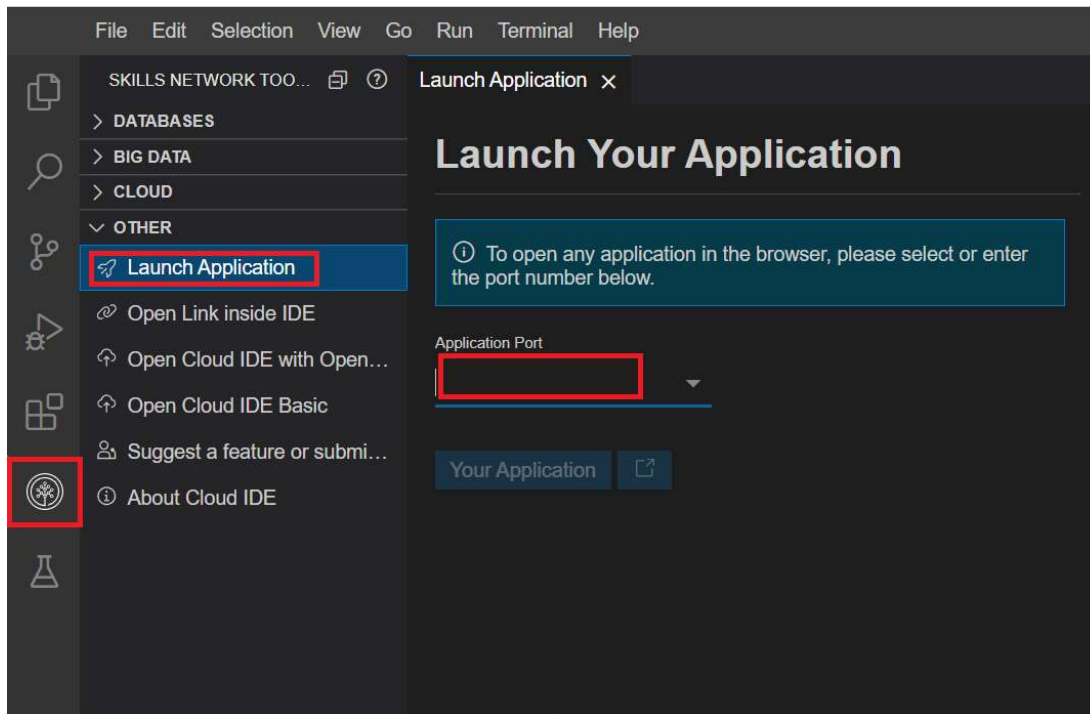 File Edit Selection View Go Run Terminal Help
SKILLS NETWORK TOO...
Launch Application
DATABASES
BIG DATA
CLOUD
OTHER
Launch Application
Open Link inside IDE
Open Cloud IDE with Open...
Open Cloud IDE Basic
Suggest a feature or submi...
About Cloud IDE
Launch Your Application
To open any application in the browser, please select or enter
the port number below.
Application Port
Your Application